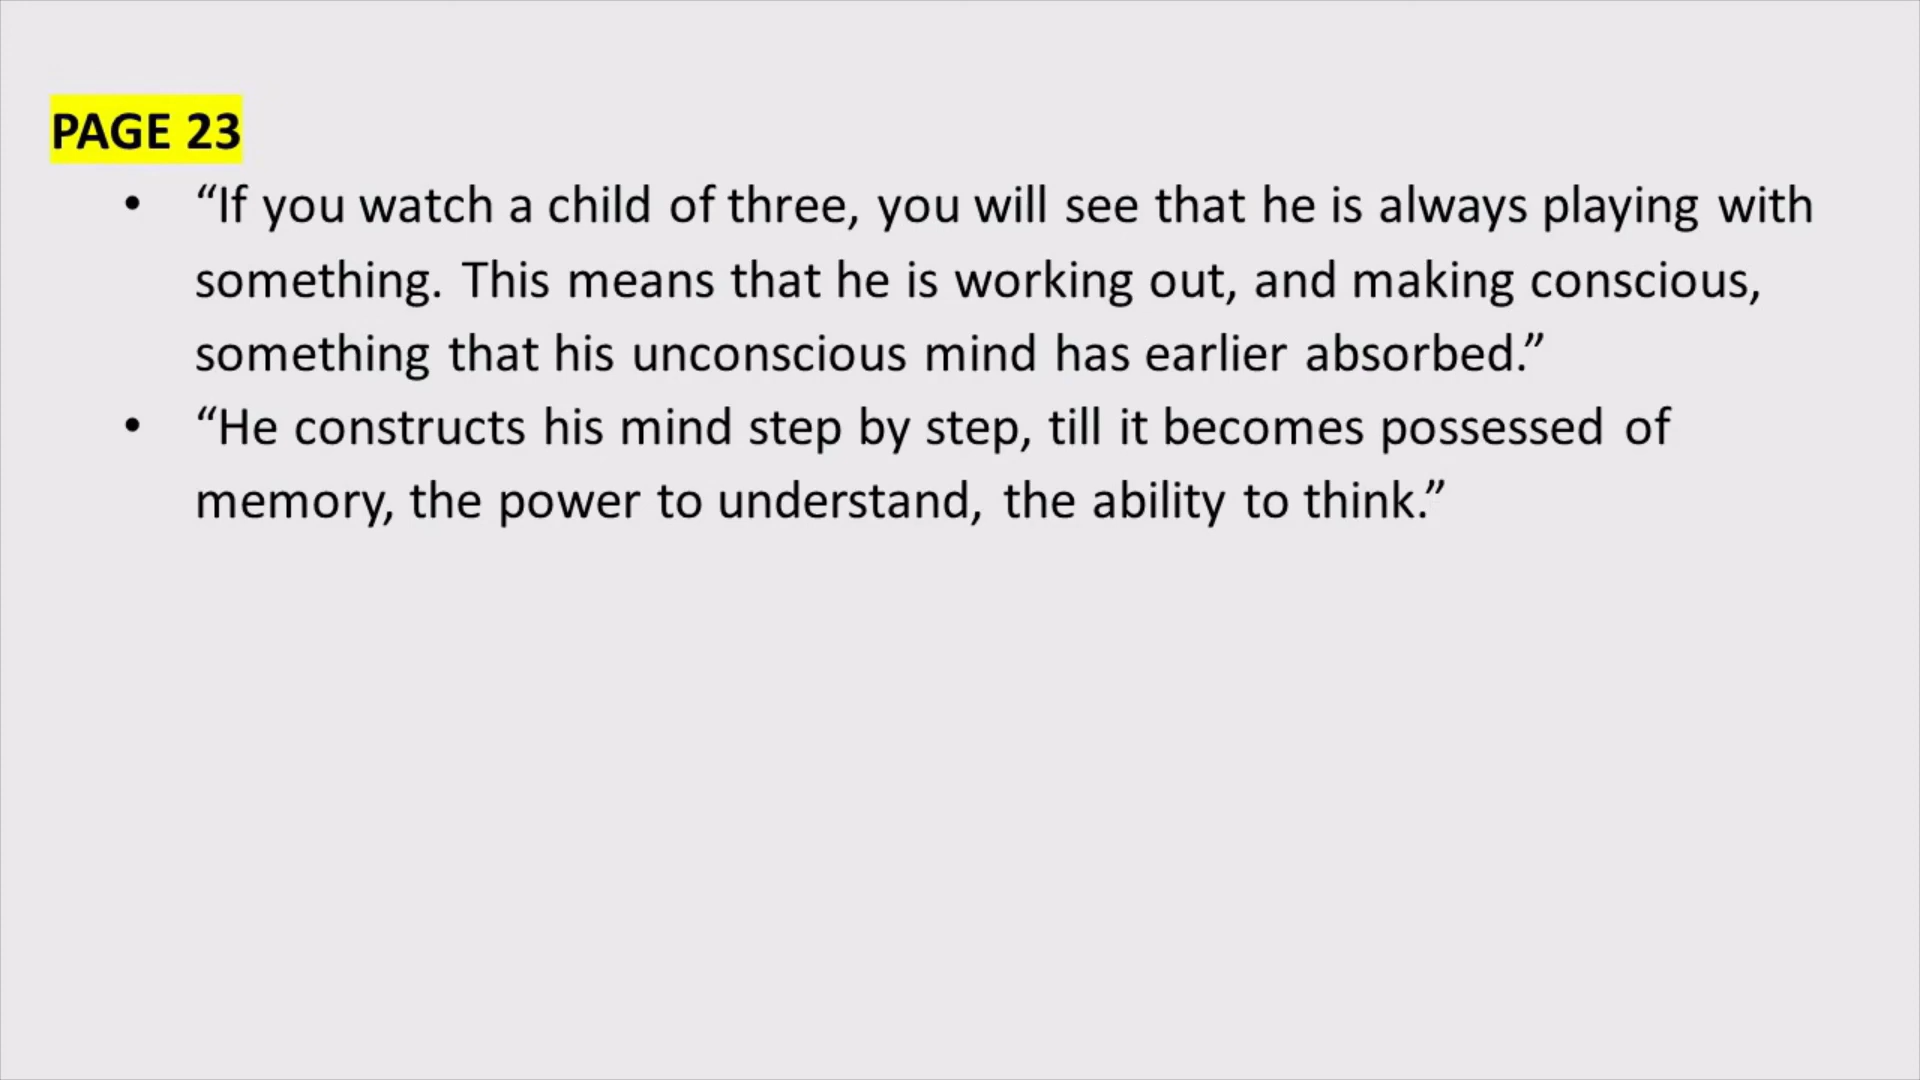 PAGE 23
• “If you watch a child of three, you will see that he is always playing with
something. This means that he is working out, and making conscious,
something that his unconscious mind has earlier absorbed.”
• “He constructs his mind step by step, till it becomes possessed of
memory, the power to understand, the ability to think.”